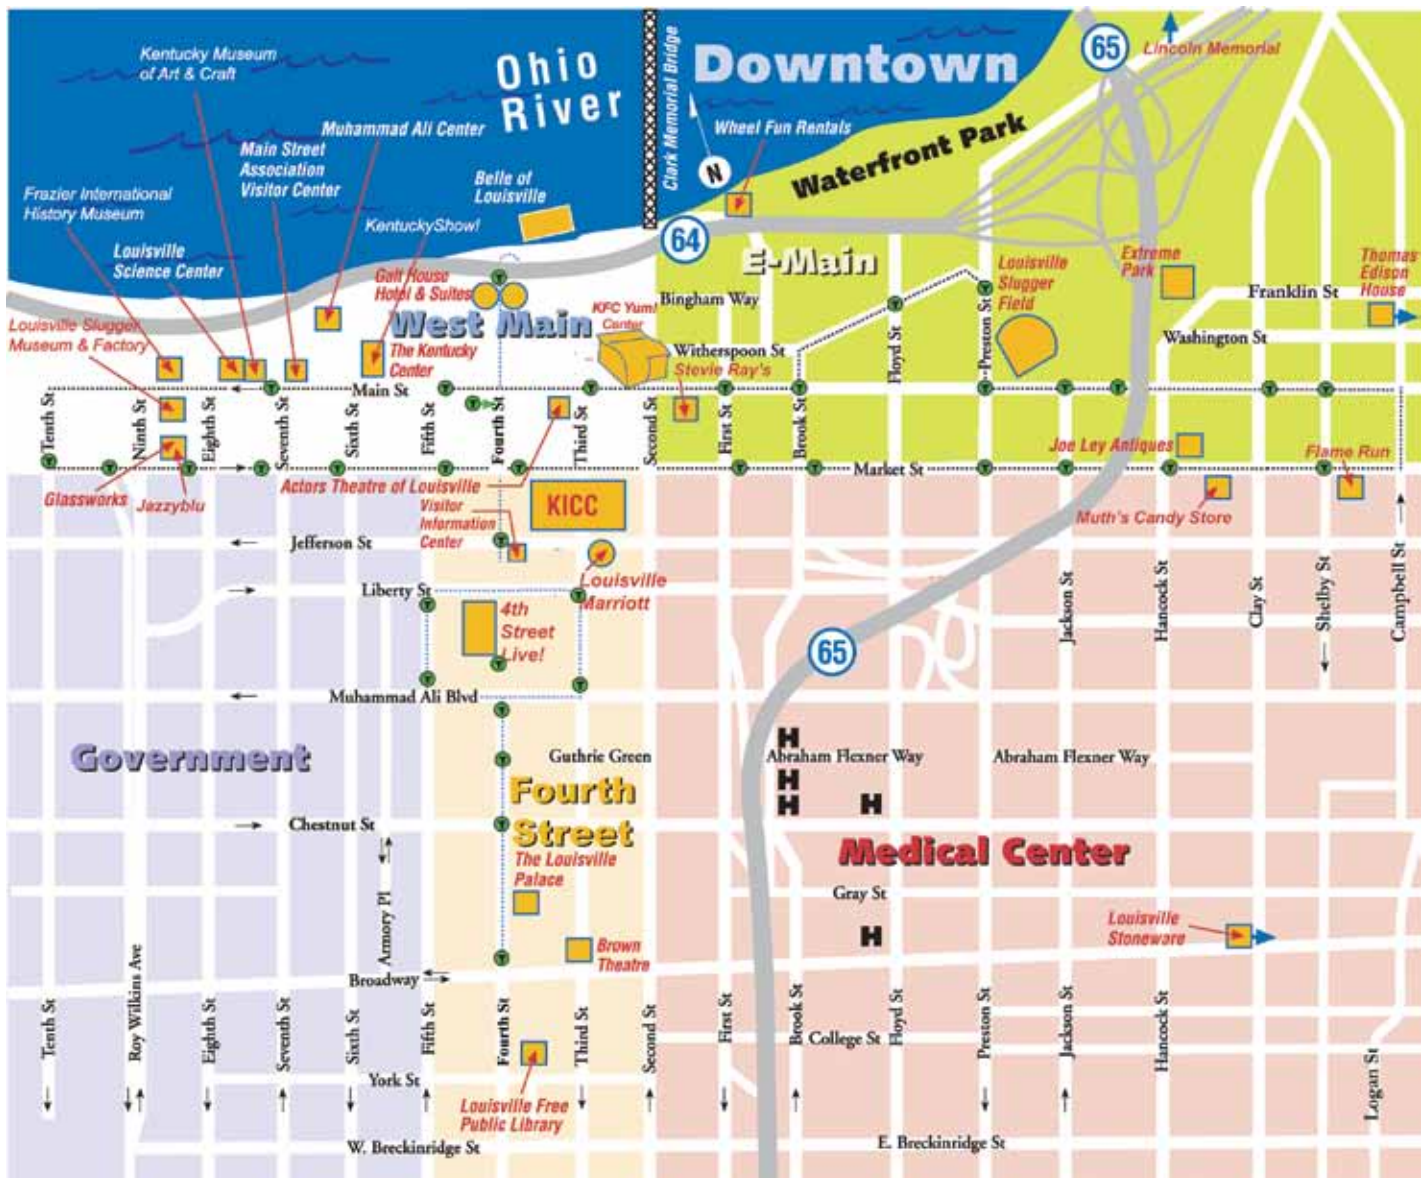 Kentucky Museum
of Art & Craft
Ohio
River
Clark Memorial Bridge
Downtown
65
Lincoln Memorial
Muhammad Ali Center
Wheel Fun Rentals
Waterfront Park
N
Main Street
Association
Visitor Center
Belle of
Louisville
Frazier International
History Museum
KentuckyShow!
Louisville
Science Center
64
E-Main
Extreme
Park
Louisville
Slugger
Field
Thomas
Edison
House
Galt House
Hotel & Suites
Bingham Way
Franklin St
Louisville Slugger
Museum & Factory
West Main
KFC Yum!
Center
Washington St
The Kentucky
Center
Witherspoon St
Stevie Ray's
Floyd St
Preston St
Main St
Tenth St
Ninth St
Eighth St
Seventh St
Sixth St
Fifth St
Fourth St
Third St
Second St
First St
Brook St
Joe Ley Antiques
Flame Run
Market St
Glassworks
Jazzyblu
Actors Theatre of Louisville
KICC
Visitor
Information
Center
Muth's Candy Store
Jefferson St
Louisville
Marriott
Liberty St
4th
Street
Live!
Jackson St
Hancock St
Clay St
Shelby St
Campbell St
65
Muhammad Ali Blvd
Government
Guthrie Green
H
Abraham Flexner Way
Abraham Flexner Way
H
H
H
Fourth
Street
Chestnut St
Medical Center
The Louisville
Palace
Gray St
Armory Pl
Louisville
Stoneware
H
Brown
Theatre
Broadway
Tenth St
Roy Wilkins Ave
Eighth St
Seventh St
Sixth St
Fifth St
Fourth St
Third St
Second St
First St
Brook St
College St
Floyd St
Preston St
Jackson St
Hancock St
Logan St
York St
Louisville Free
Public Library
W. Breckinridge St
E. Breckinridge St